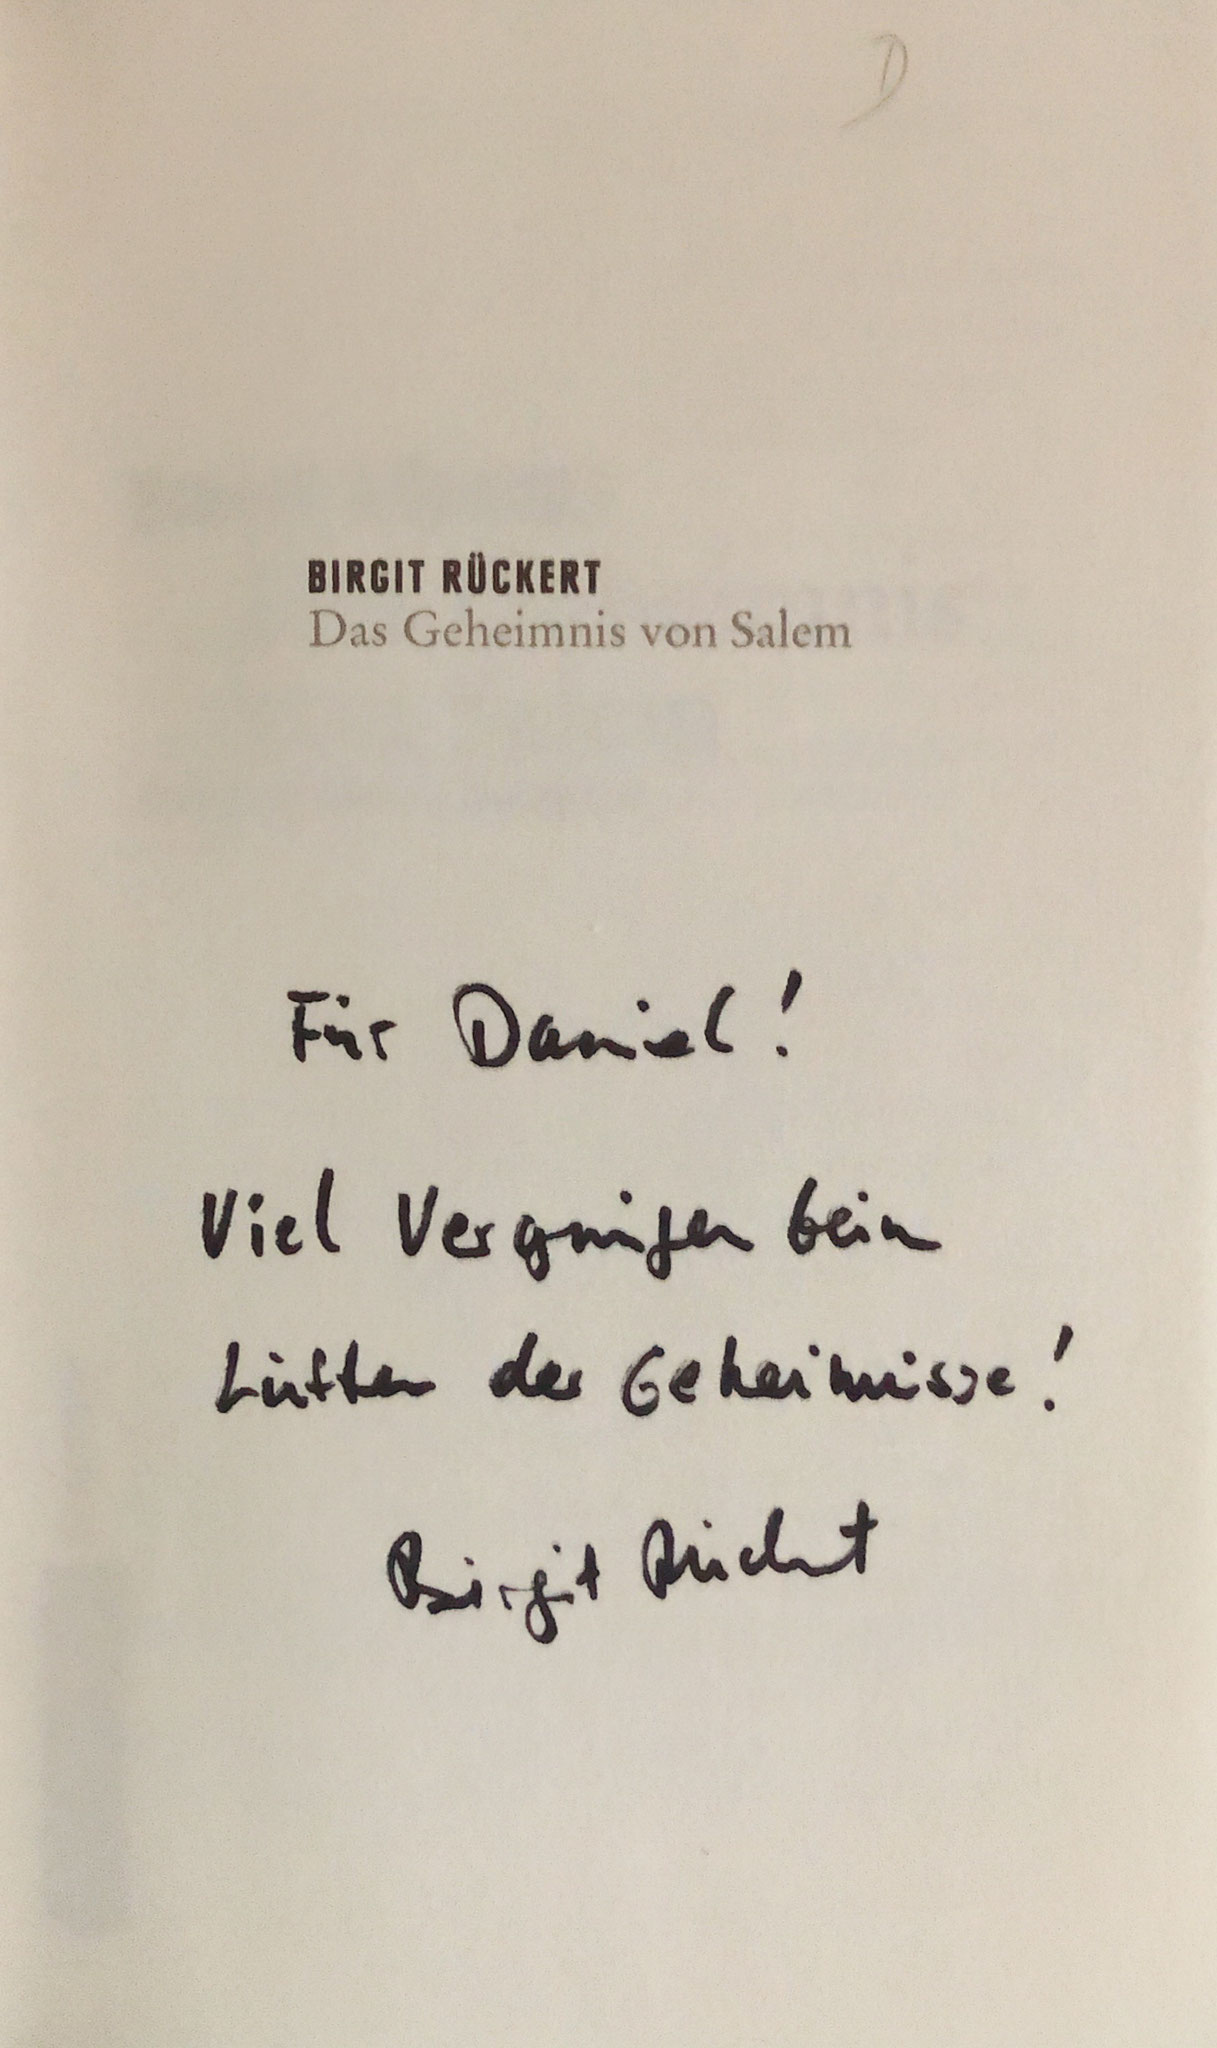 D
BIRGIT RÜCKERT
Das Geheimnis von Salem
Für Daniel!
Viel Vergnügen beim
Lüften der Geheimnisse!
Birgit Rückert